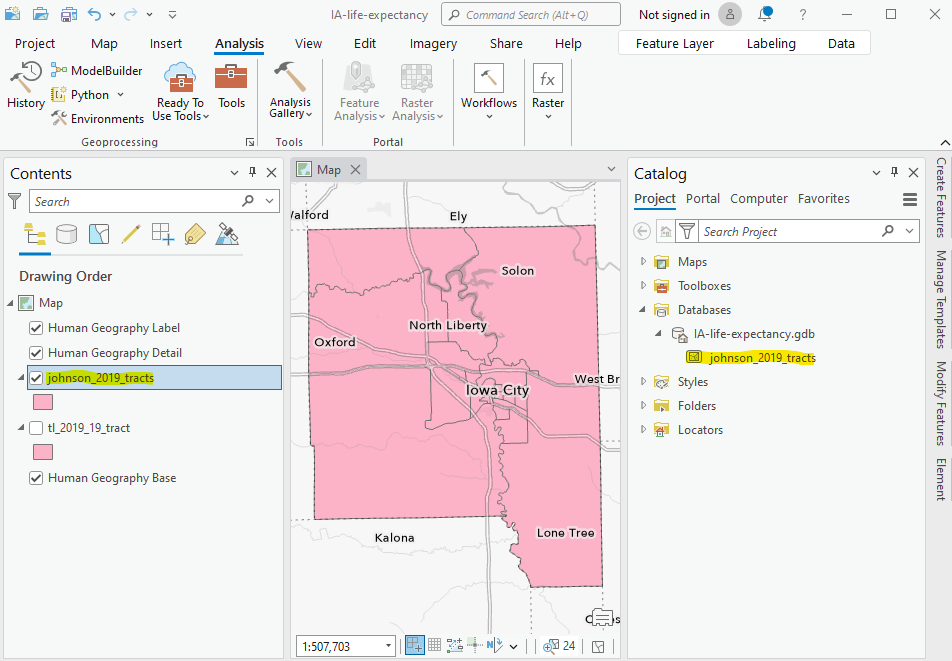 IA-life-expectancy
Command Search (Alt+Q)
Not signed in
?
Project
Map
Insert
Analysis
View
Edit
Imagery
Share
Help
Feature Layer
Labeling
Data
History
ModelBuilder
Python
Environments
Ready To
Use Tools
Tools
Analysis
Gallery
Feature
Analysis
Raster
Analysis
Workflows
fx
Raster
Geoprocessing
Tools
Portal
Contents
Search
Drawing Order
Map
Human Geography Label
Human Geography Detail
johnson_2019_tracts
tl_2019_19_tract
Human Geography Base
Map
Walford
Ely
Solon
North Liberty
Oxford
West Br
Iowa City
Lone Tree
Kalona
1:507,703
24
Catalog
Project
Portal
Computer
Favorites
Search Project
Maps
Toolboxes
Databases
IA-life-expectancy.gdb
johnson_2019_tracts
Styles
Folders
Locators
Create Features
Manage Templates
Modify Features
Element